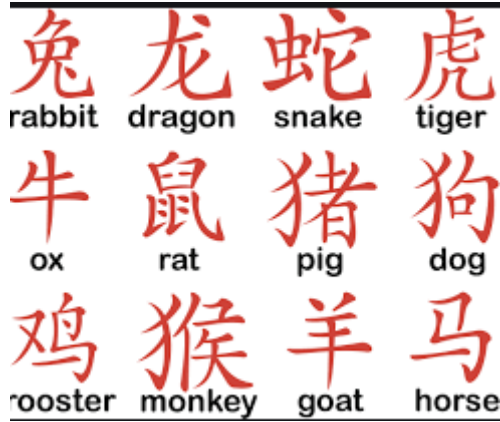 兔 龙 蛇 虎
rabbit dragon snake tiger
牛 鼠 猪 狗
ox rat pig dog
鸡 猴 羊 马
rooster monkey goat horse